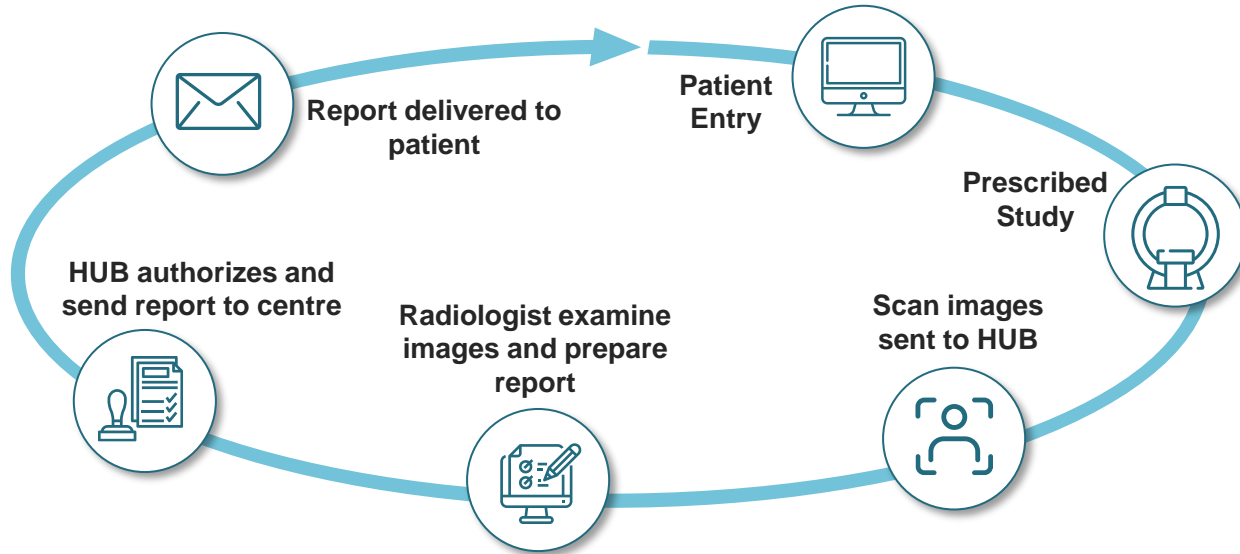 Patient
Entry
Prescribed
Study
Scan images
sent to HUB
Radiologist examine
images and prepare
report
HUB authorizes and
send report to centre
Report delivered to
patient